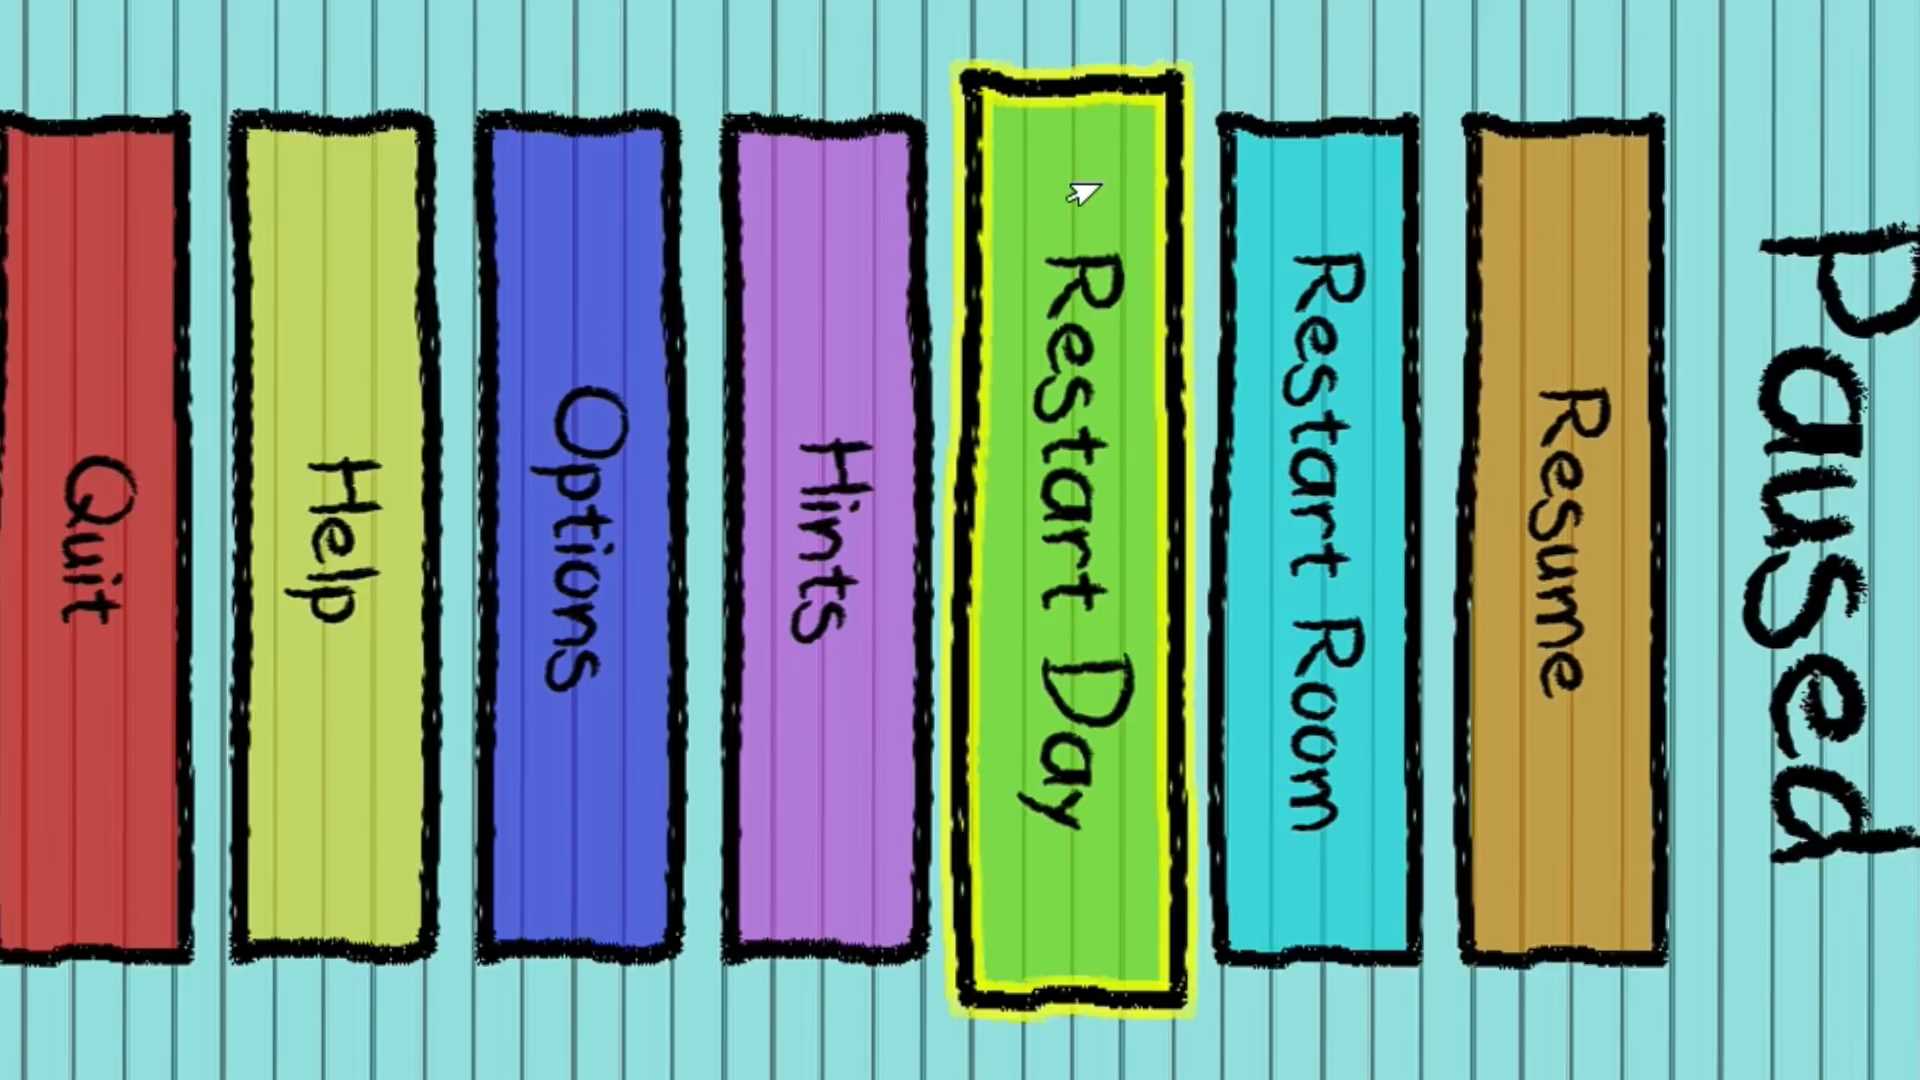 Paused
Resume
Restart Room
Restart Day
Hints
Options
Help
Quit